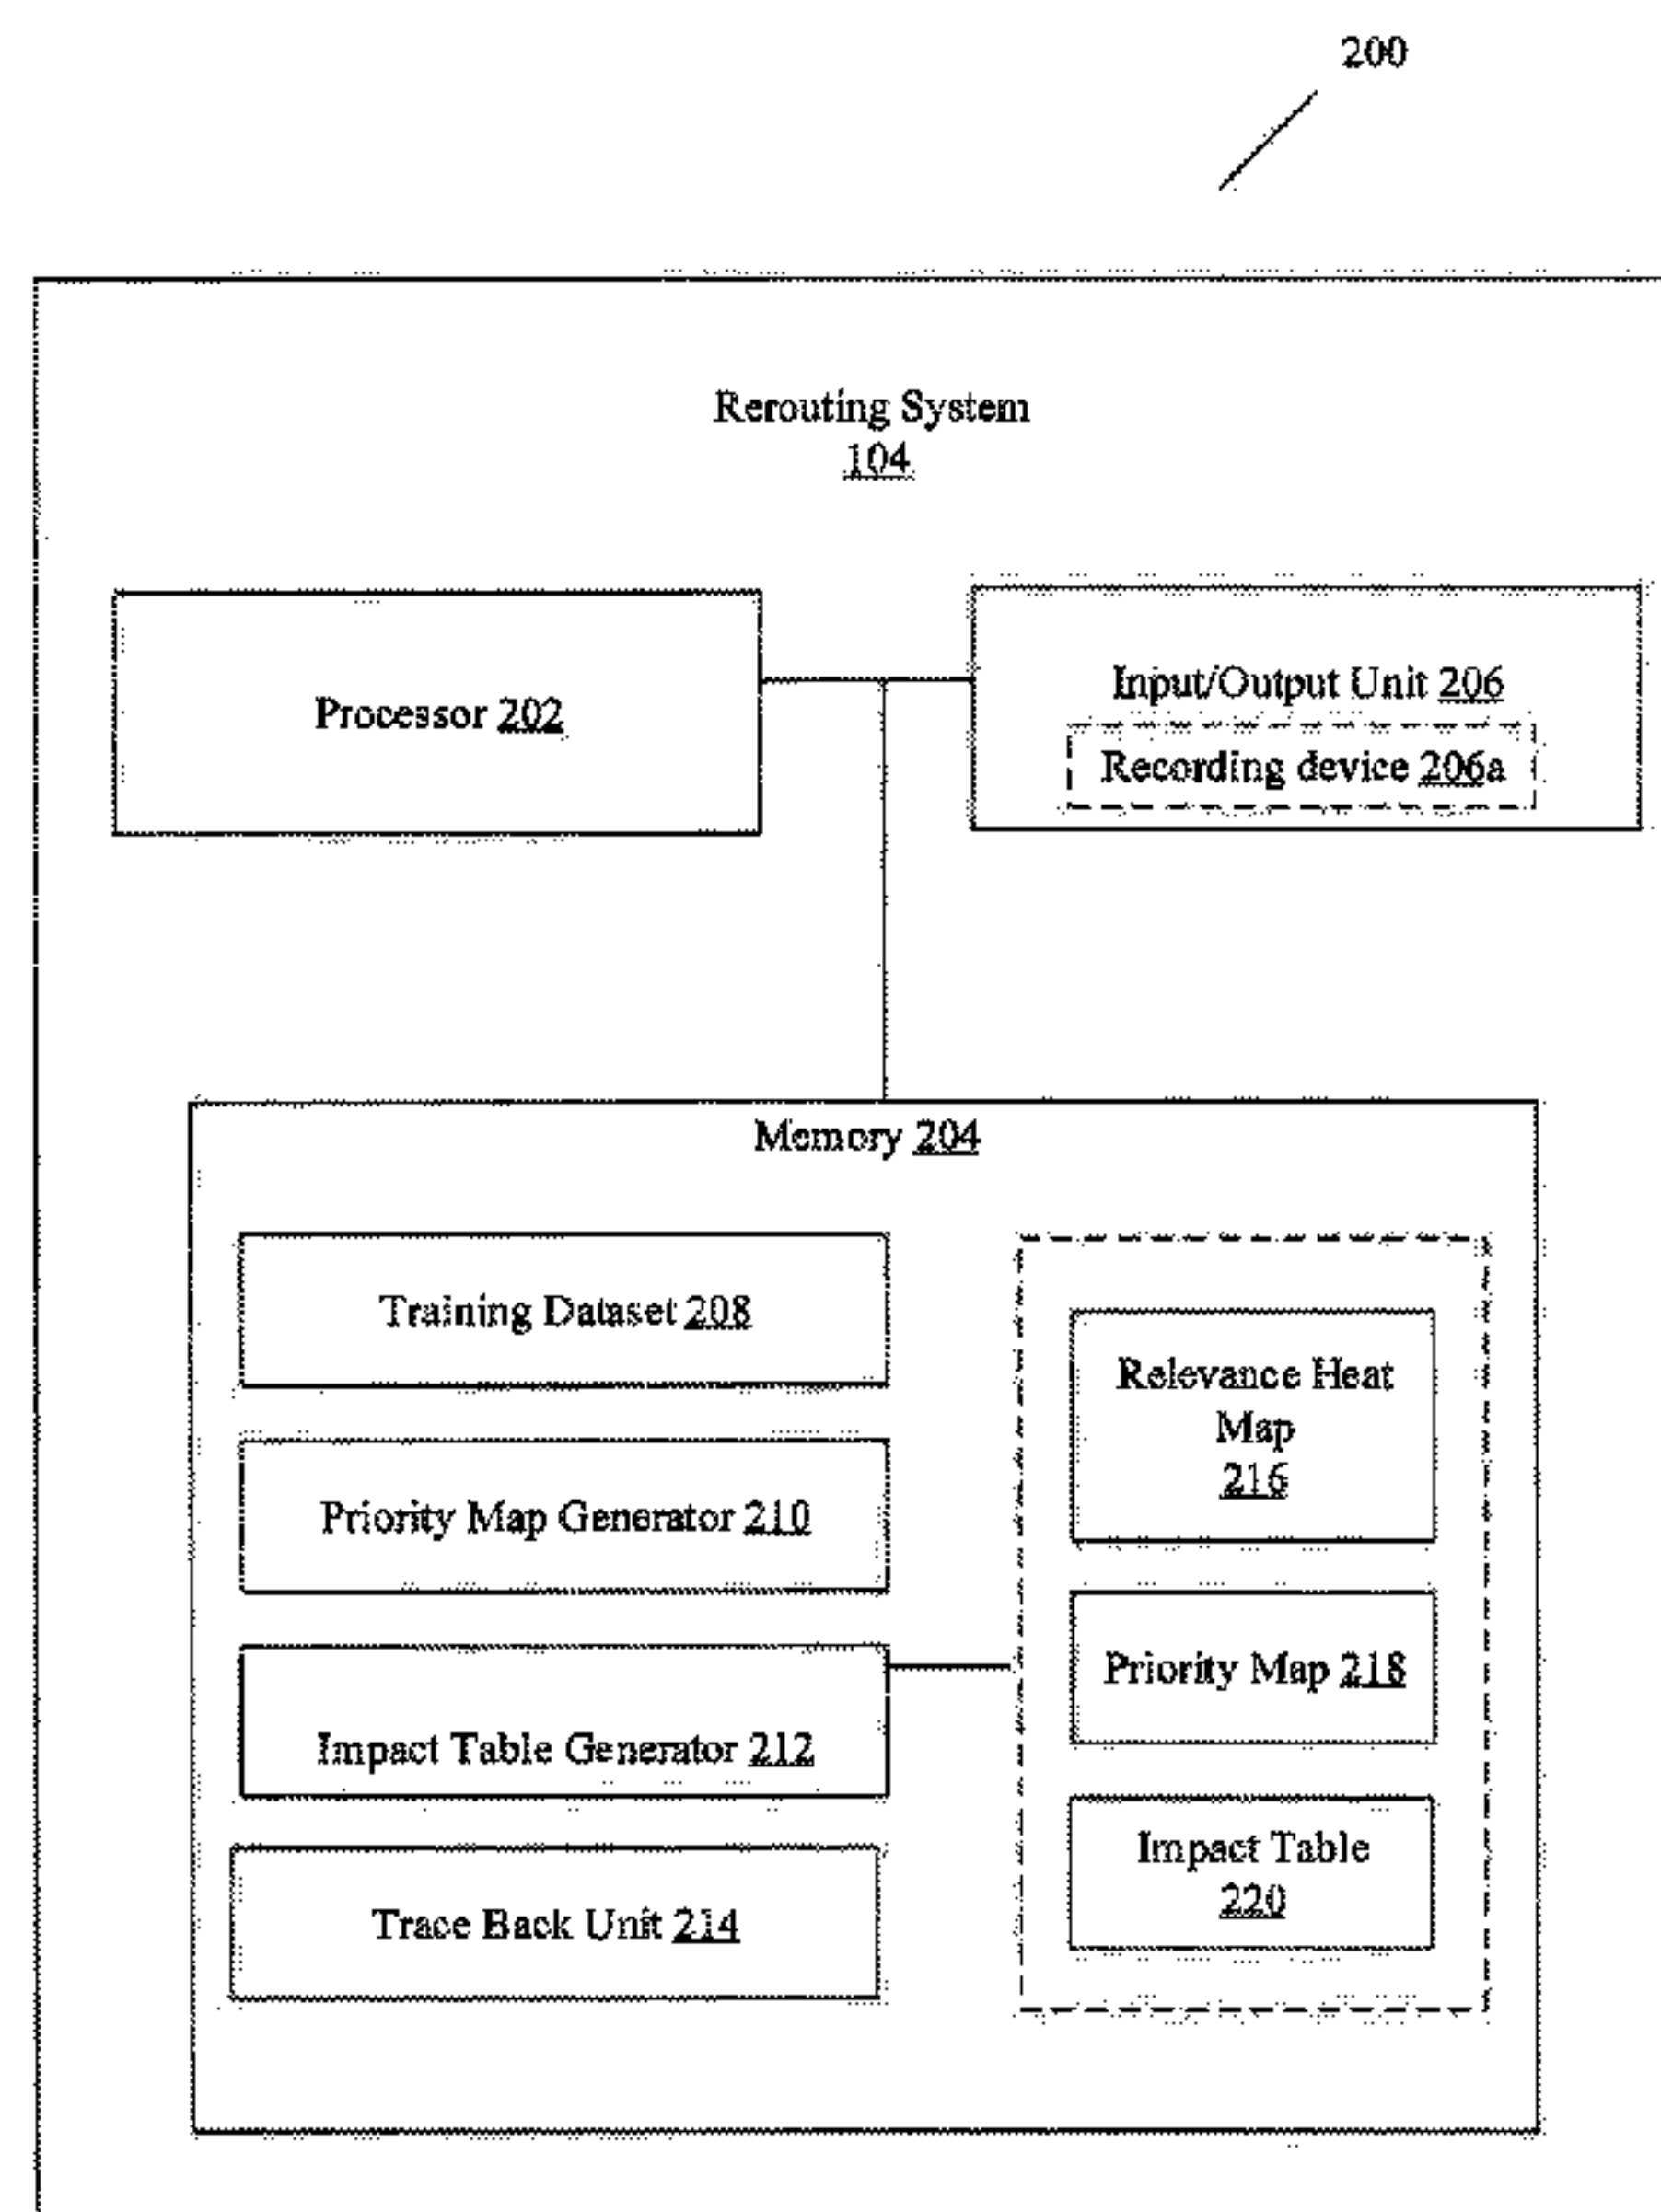 200
Rerouting System
104
Processor 202
Input/Output Unit 206
Recording device 206a
Memory 204
Training Dataset 208
Priority Map Generator 210
Impact Table Generator 212
Trace Back Unit 214
Relevance Heat
Map
216
Priority Map 218
Impact Table
220